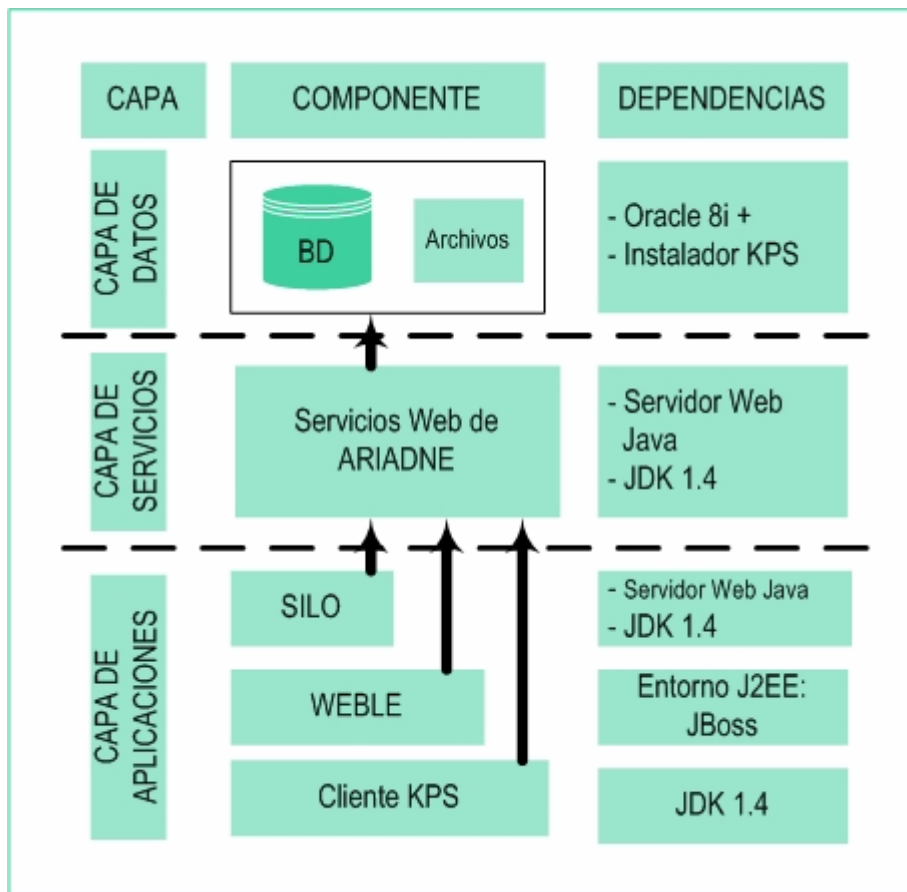 CAPA
COMPONENTE
DEPENDENCIAS
CAPA DE
DATOS
BD
Archivos
- Oracle 8i +
- Instalador KPS
CAPA DE
SERVICIOS
Servicios Web de
ARIADNE
- Servidor Web
Java
- JDK 1.4
CAPA DE
APLICACIONES
SILO
- Servidor Web Java
- JDK 1.4
WEBLE
Entorno J2EE:
JBoss
Cliente KPS
JDK 1.4